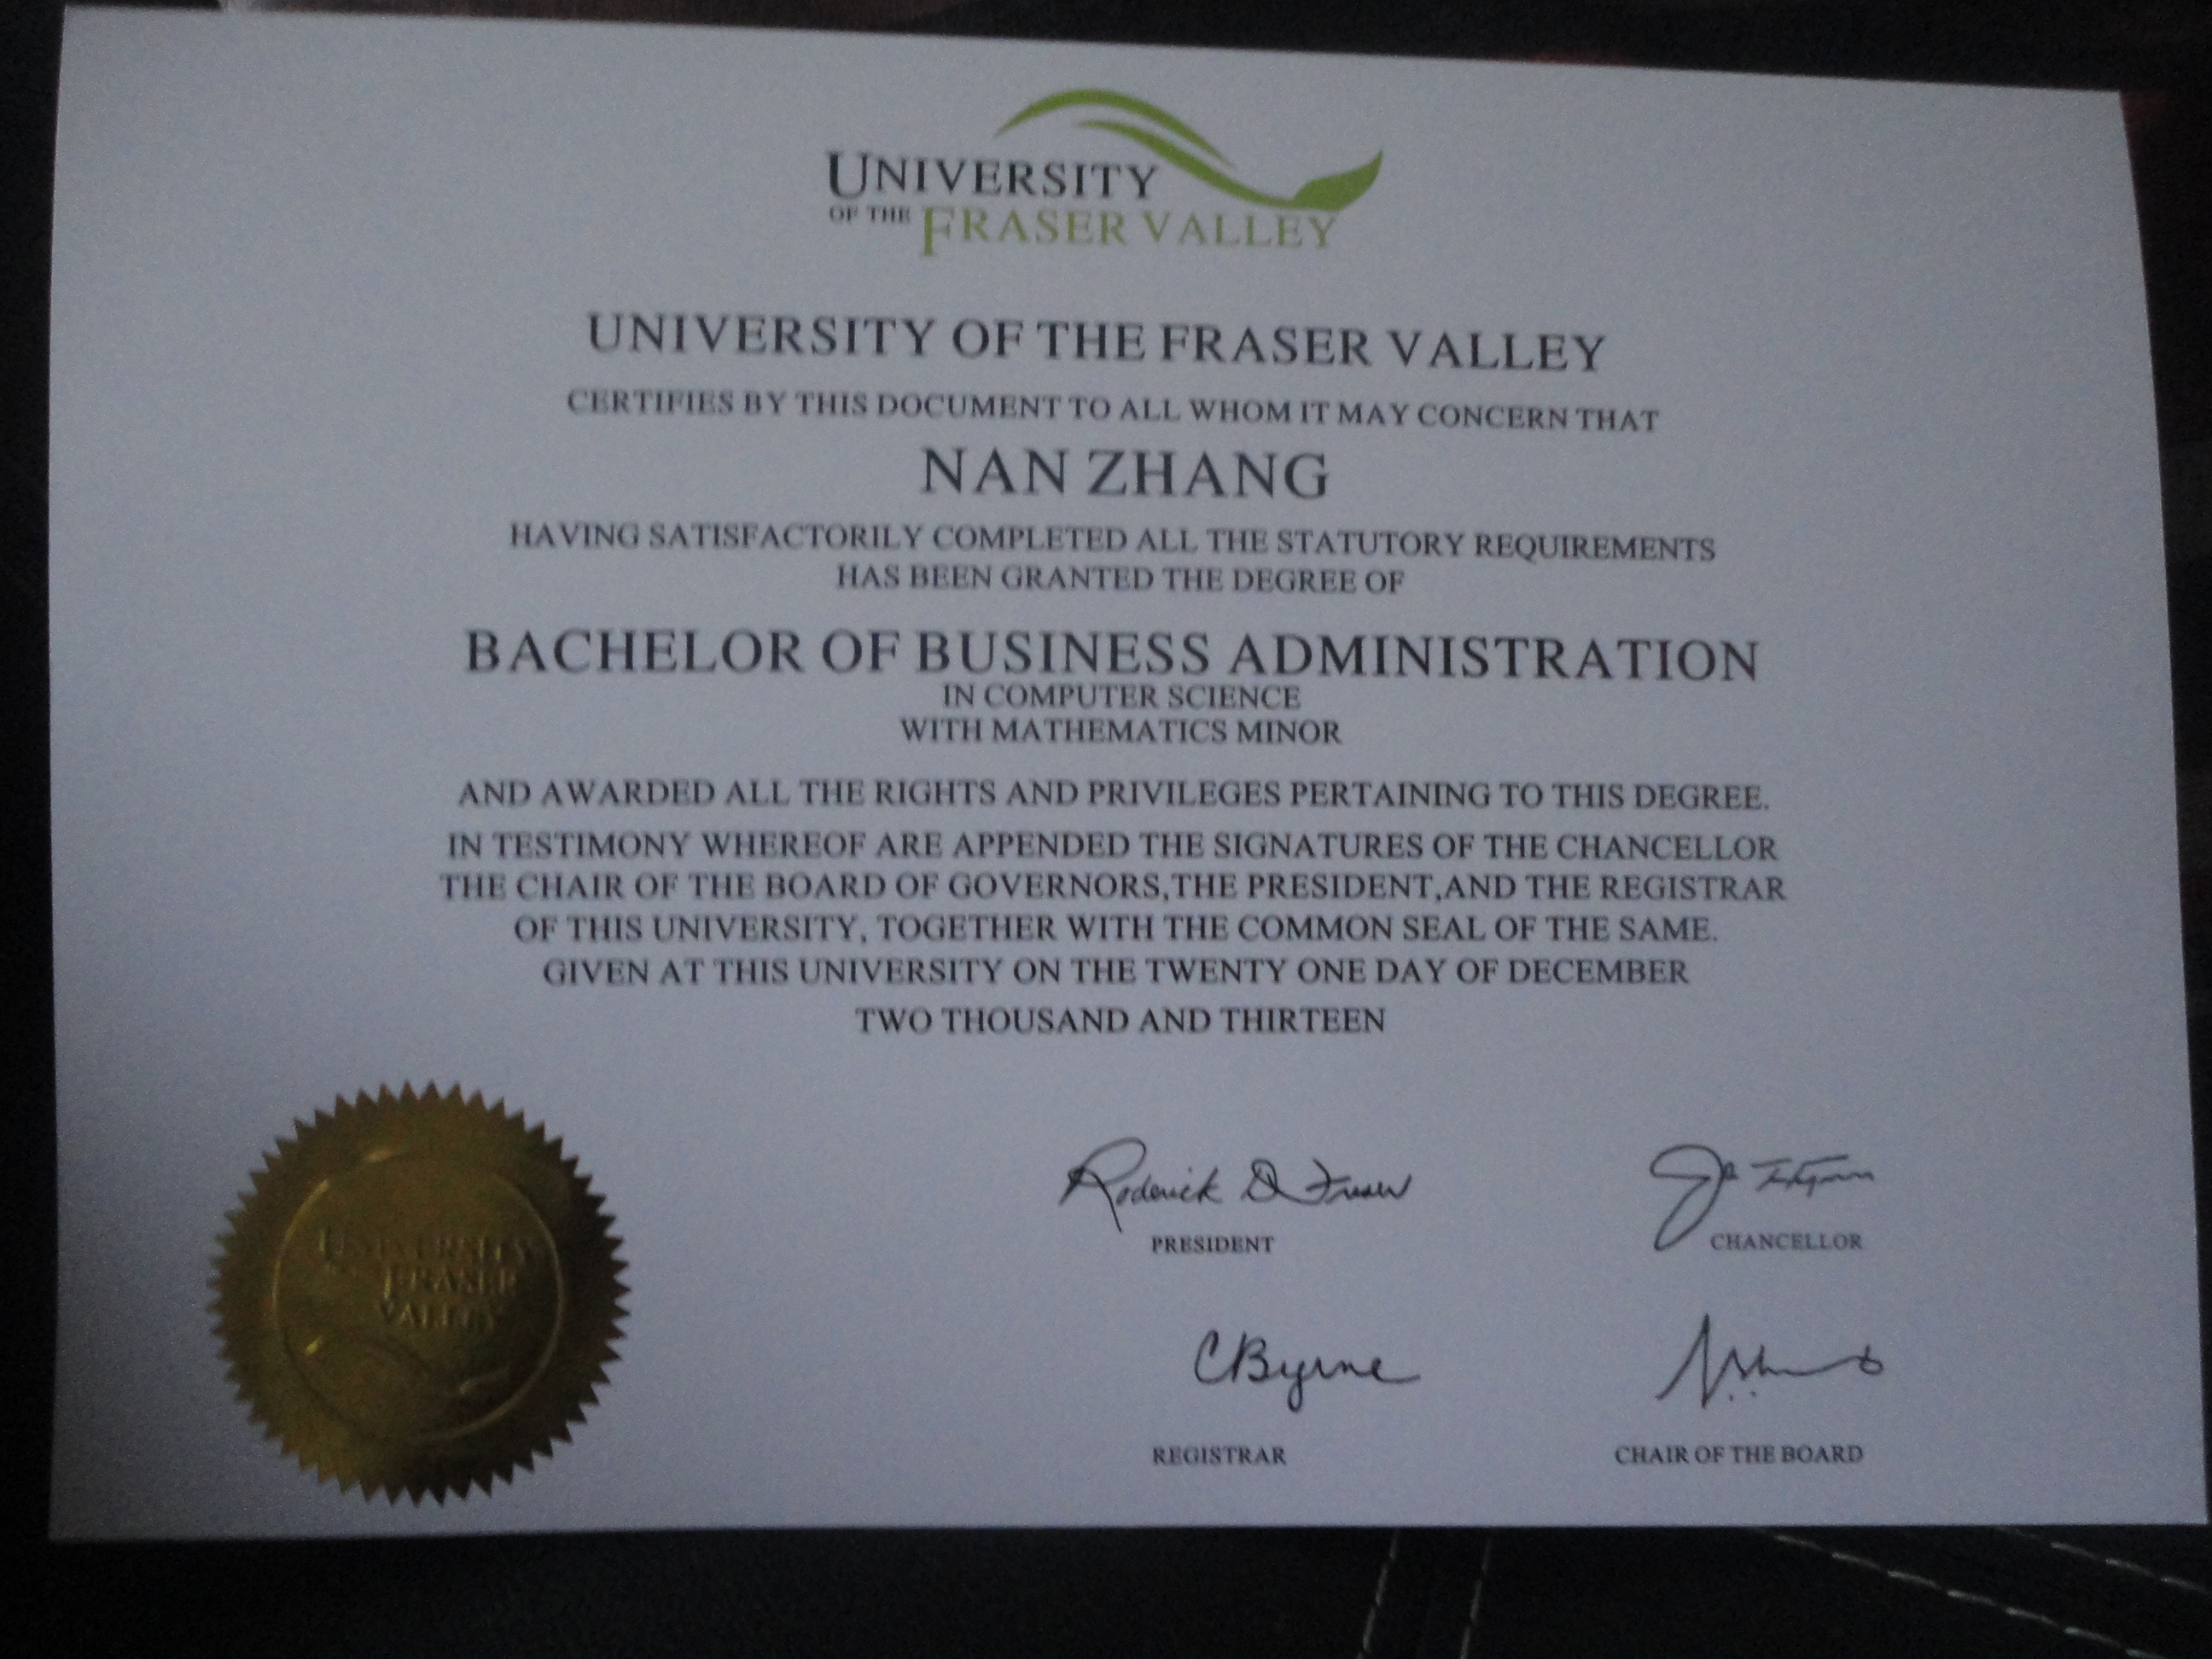 UNIVERSITY
OF THE FRASER VALLEY
UNIVERSITY OF THE FRASER VALLEY
CERTIFIES BY THIS DOCUMENT TO ALL WHOM IT MAY CONCERN THAT
NAN ZHANG
HAVING SATISFACTORILY COMPLETED ALL THE STATUTORY REQUIREMENTS
HAS BEEN GRANTED THE DEGREE OF
BACHELOR OF BUSINESS ADMINISTRATION
IN COMPUTER SCIENCE
WITH MATHEMATICS MINOR
AND AWARDED ALL THE RIGHTS AND PRIVILEGES PERTAINING TO THIS DEGREE.
IN TESTIMONY WHEREOF ARE APPENDED THE SIGNATURES OF THE CHANCELLOR
THE CHAIR OF THE BOARD OF GOVERNORS,THE PRESIDENT,AND THE REGISTRAR
OF THIS UNIVERSITY, TOGETHER WITH THE COMMON SEAL OF THE SAME.
GIVEN AT THIS UNIVERSITY ON THE TWENTY ONE DAY OF DECEMBER
TWO THOUSAND AND THIRTEEN
UNIVERSITY
FRASER
VALLEY
Roderick D Fraser
PRESIDENT
CHANCELLOR
CByrne
REGISTRAR
CHAIR OF THE BOARD